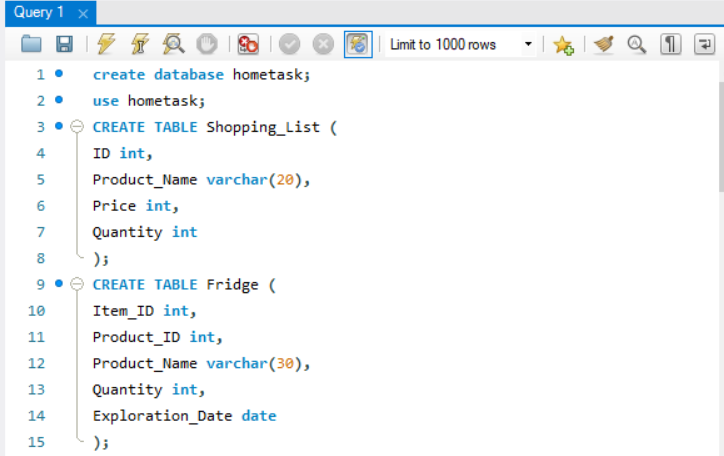 Query 1
Limit to 1000 rows
1 create database hometask;
2 use hometask;
3 CREATE TABLE Shopping_List (
4 ID int,
5 Product_Name varchar(20),
6 Price int,
7 Quantity int
8 );
9 CREATE TABLE Fridge (
10 Item_ID int,
11 Product_ID int,
12 Product_Name varchar(30),
13 Quantity int,
14 Exploration_Date date
15 );